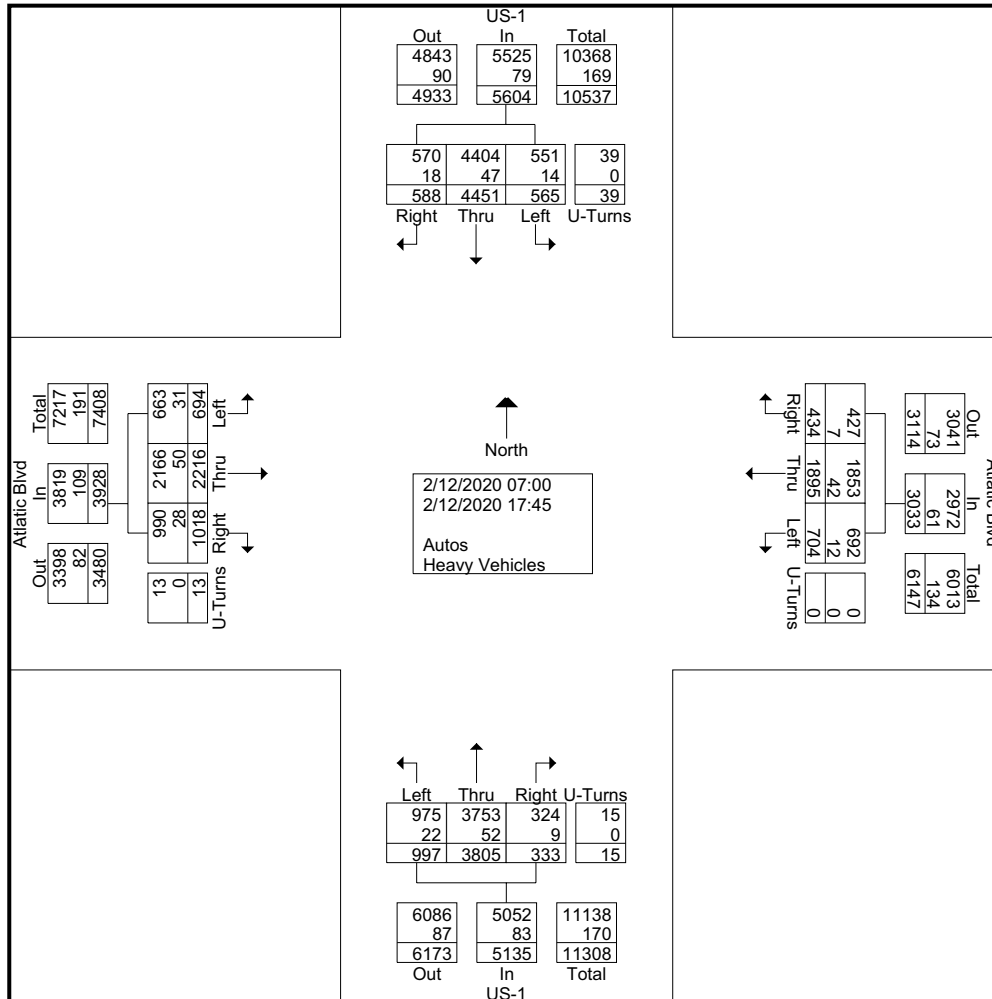 US-1
Out In Total
4843 5525 10368
90 79 169
4933 5604 10537
570 4404 551 39
18 47 14 0
588 4451 565 39
Right Thru Left U-Turns
Atlatic Blvd
Total In Out
7217 3819 3398
191 109 82
7408 3928 3480
663 2166 990 13
31 50 28 0
694 2216 1018 13
Left Thru Right U-Turns
North
2/12/2020 07:00
2/12/2020 17:45
Autos
Heavy Vehicles
Right Thru Left U-Turns
434 1895 704 0
7 42 12 0
427 1853 692 0
3114 3033 6147
73 61 134
3041 2972 6013
Out In Total
Left Thru Right U-Turns
975 3753 324 15
22 52 9 0
997 3805 333 15
6086 5052 11138
87 83 170
6173 5135 11308
Out In Total
US-1